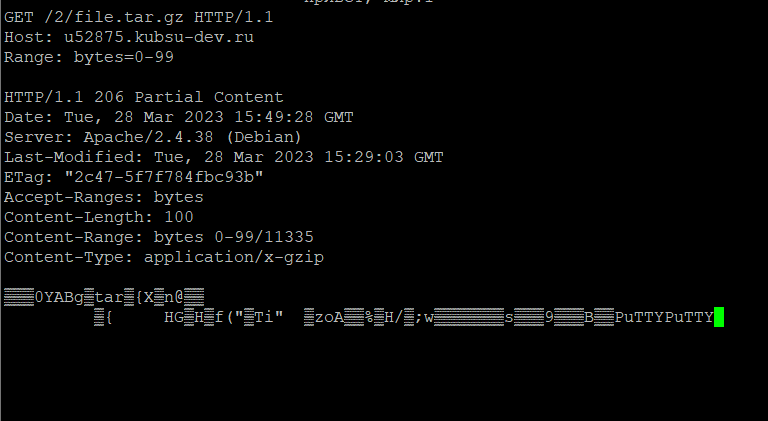 Привет, мир!
GET /2/file.tar.gz HTTP/1.1
Host: u52875.kubsu-dev.ru
Range: bytes=0-99
HTTP/1.1 206 Partial Content
Date: Tue, 28 Mar 2023 15:49:28 GMT
Server: Apache/2.4.38 (Debian)
Last-Modified: Tue, 28 Mar 2023 15:29:03 GMT
ETag: "2c47-5f7f784fbc93b"
Accept-Ranges: bytes
Content-Length: 100
Content-Range: bytes 0-99/11335
Content-Type: application/x-gzip
▒▒▒0YABg▒tar▒{X▒n@▒▒
▒{ HG▒H▒f("▒Ti" ▒zoA▒▒%▒H/▒;w▒▒▒▒▒▒▒s▒▒▒9▒▒▒B▒▒PuTTYPuTTY